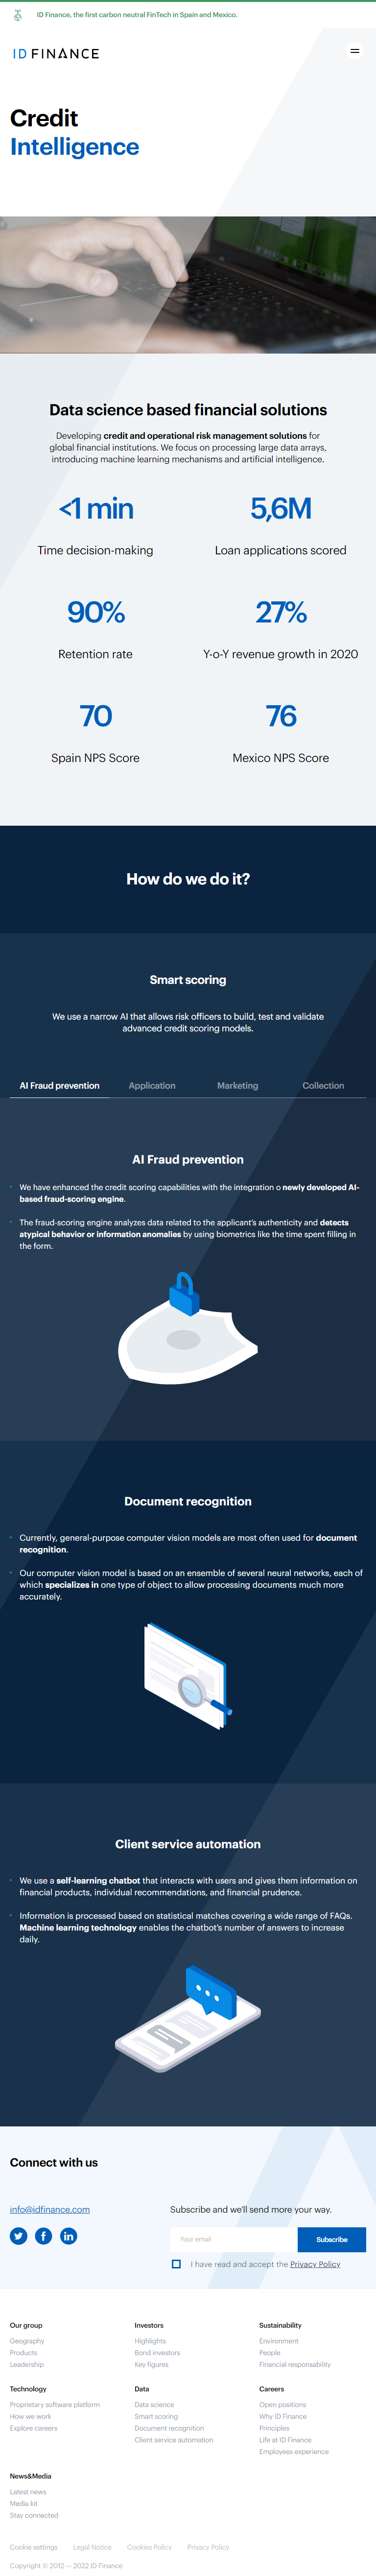 ID Finance, the first carbon neutral FinTech in Spain and Mexico.
ID FINANCE
Credit
Intelligence
Data science based financial solutions
Developing credit and operational risk management solutions for
global financial institutions. We focus on processing large data arrays,
introducing machine learning mechanisms and artificial intelligence.
<1 min
5,6M
Time decision-making
Loan applications scored
90%
27%
Retention rate
Y-o-Y revenue growth in 2020
70
76
Spain NPS Score
Mexico NPS Score
How do we do it?
Smart scoring
We use a narrow AI that allows risk officers to build, test and validate
advanced credit scoring models.
AI Fraud prevention
Application
Marketing
Collection
AI Fraud prevention
We have enhanced the credit scoring capabilities with the integration o newly developed AI-
based fraud-scoring engine.
The fraud-scoring engine analyzes data related to the applicant's authenticity and detects
atypical behavior or information anomalies by using biometrics like the time spent filling in
the form.
Document recognition
Currently, general-purpose computer vision models are most often used for document
recognition.
Our computer vision model is based on an ensemble of several neural networks, each of
which specializes in one type of object to allow processing documents much more
accurately.
Client service automation
We use a self-learning chatbot that interacts with users and gives them information on
financial products, individual recommendations, and financial prudence.
Information is processed based on statistical matches covering a wide range of FAQs.
Machine learning technology enables the chatbot's number of answers to increase
daily.
Connect with us
info@idfinance.com
Subscribe and we'll send more your way.
Your email
Subscribe
I have read and accept the Privacy Policy
Our group
Geography
Products
Leadership
Investors
Highlights
Bond investors
Key figures
Sustainability
Environment
People
Financial responsability
Technology
Proprietary software platform
How we work
Explore careers
Data
Data science
Smart scoring
Document recognition
Client service automation
Careers
Open positions
Why ID Finance
Principles
Life at ID Finance
Employees experience
News&Media
Latest news
Media kit
Stay connected
Cookie settings
Legal Notice
Cookies Policy
Privacy Policy
Copyright © 2012 — 2022 ID Finance